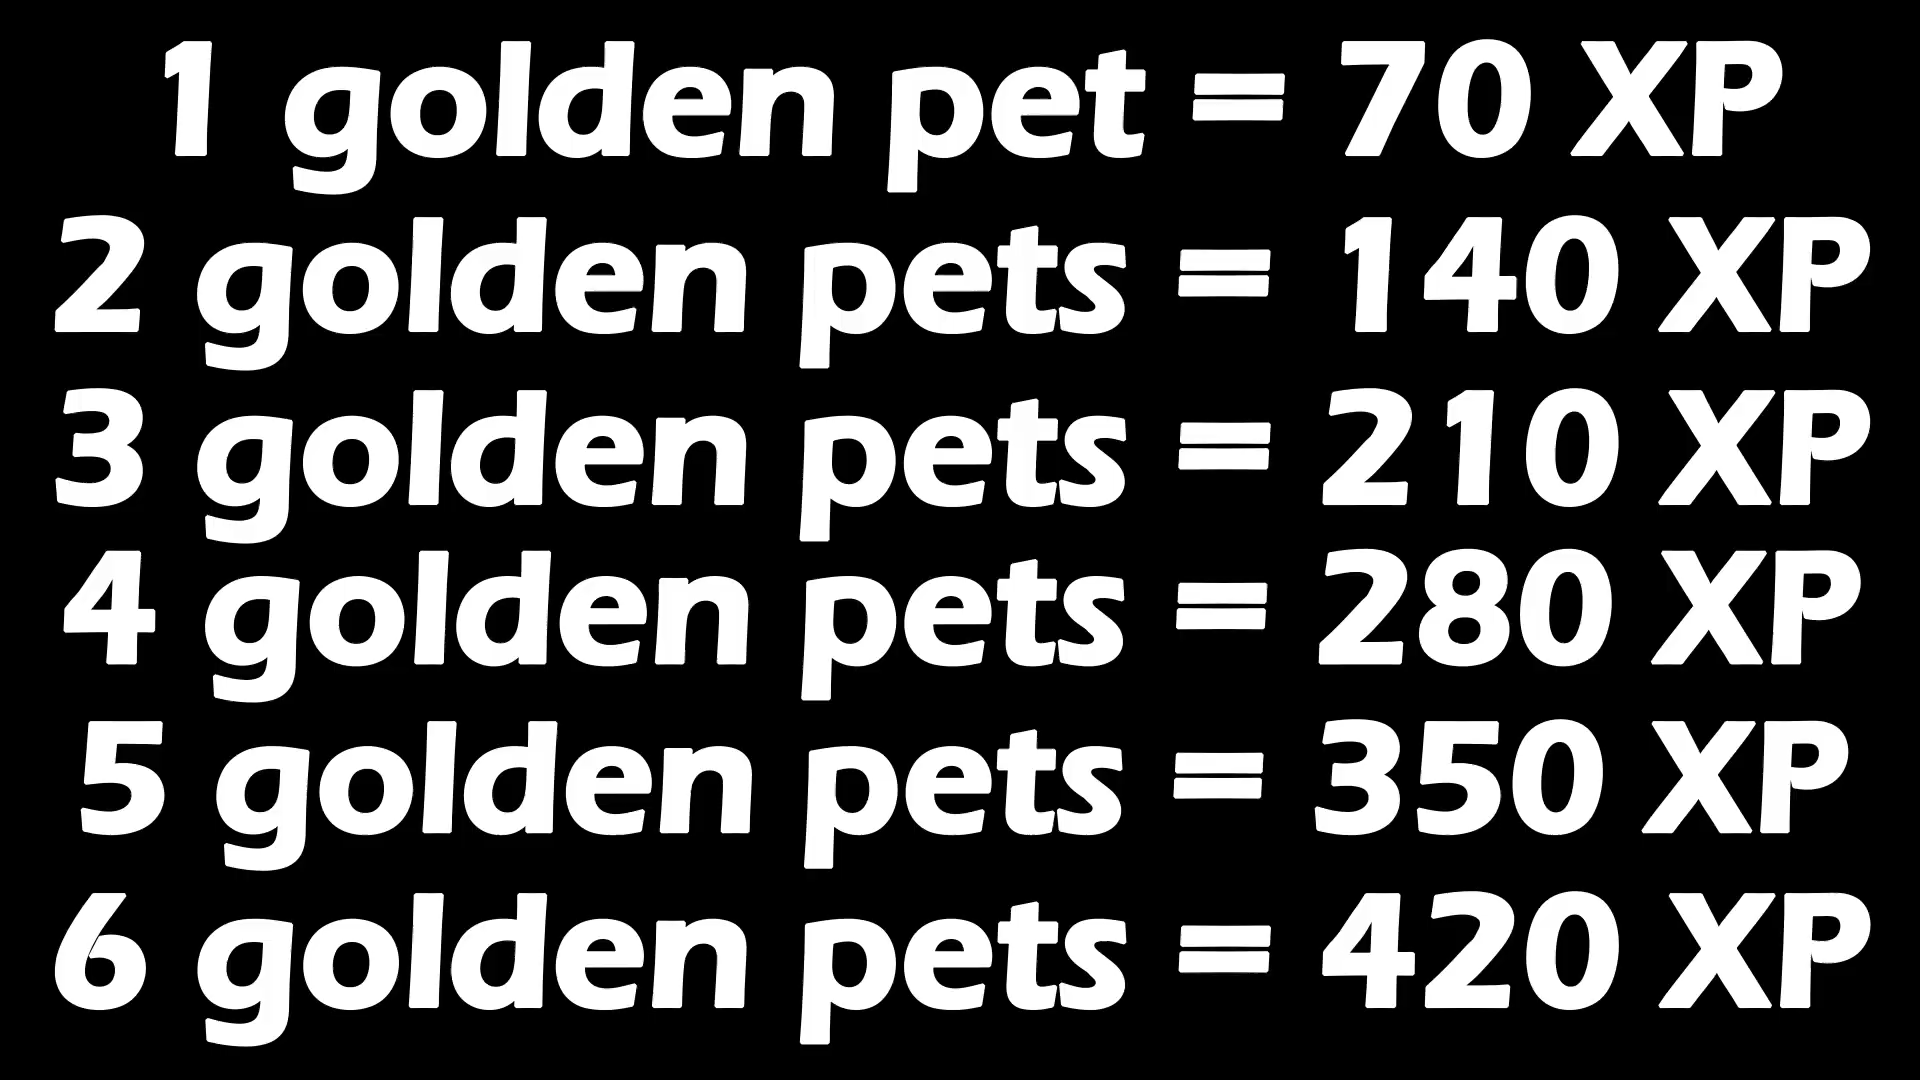 1 golden pet = 70 XP
2 golden pets = 140 XP
3 golden pets = 210 XP
4 golden pets = 280 XP
5 golden pets = 350 XP
6 golden pets = 420 XP